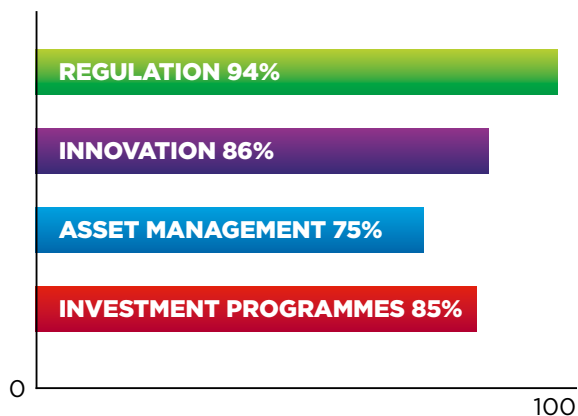 REGULATION 94%
INNOVATION 86%
ASSET MANAGEMENT 75%
INVESTMENT PROGRAMMES 85%
0
100